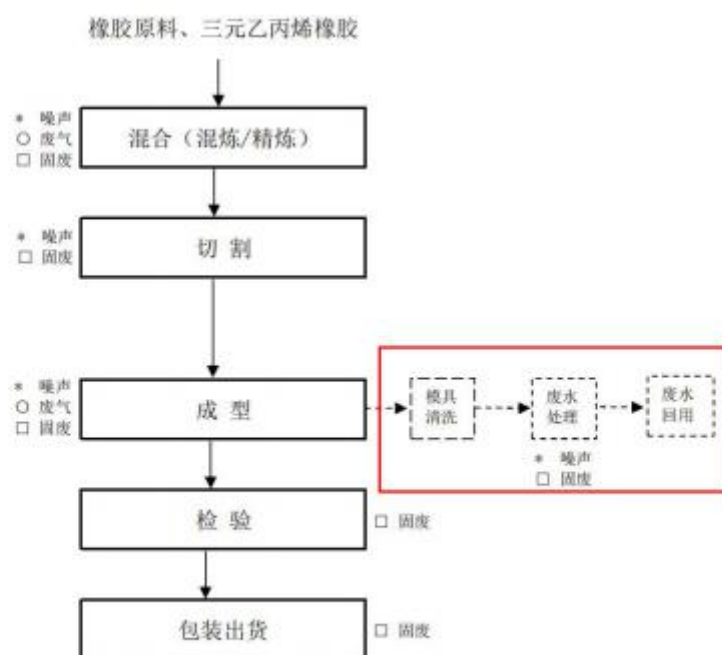 橡胶原料、三元乙丙烯橡胶
* 噪声
○ 废气
□ 固废
混合（混炼/精炼）
* 噪声
□ 固废
切 割
* 噪声
○ 废气
□ 固废
成 型
模具
清洗
废水
处理
废水
回用
* 噪声
□ 固废
检 验
□ 固废
包装出货
□ 固废